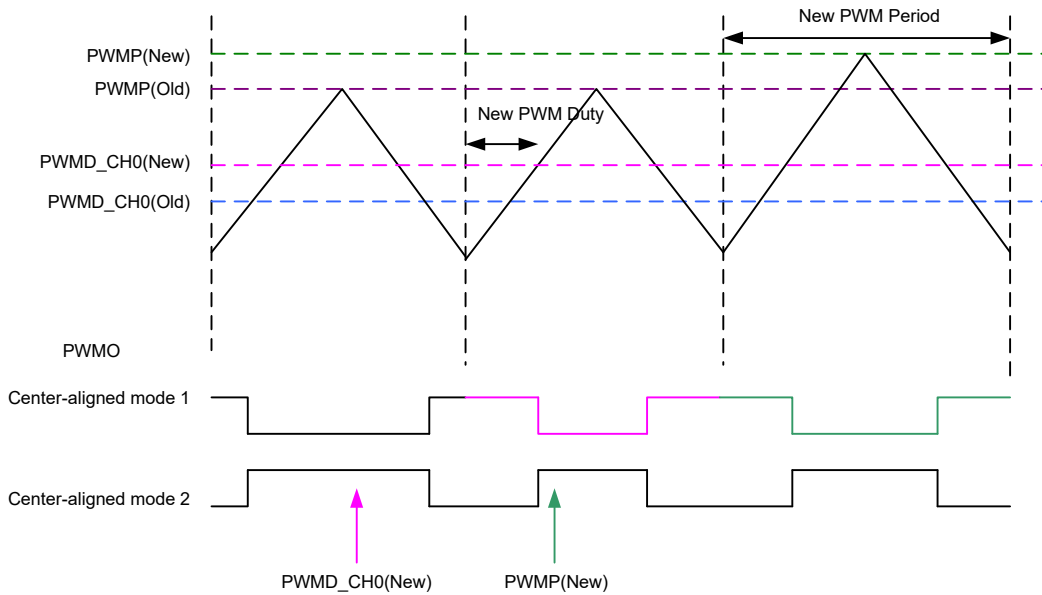 New PWM Period
PWMP(New)
PWMP(Old)
New PWM Duty
PWMD_CH0(New)
PWMD_CH0(Old)
PWMO
Center-aligned mode 1
Center-aligned mode 2
PWMD_CH0(New)
PWMP(New)